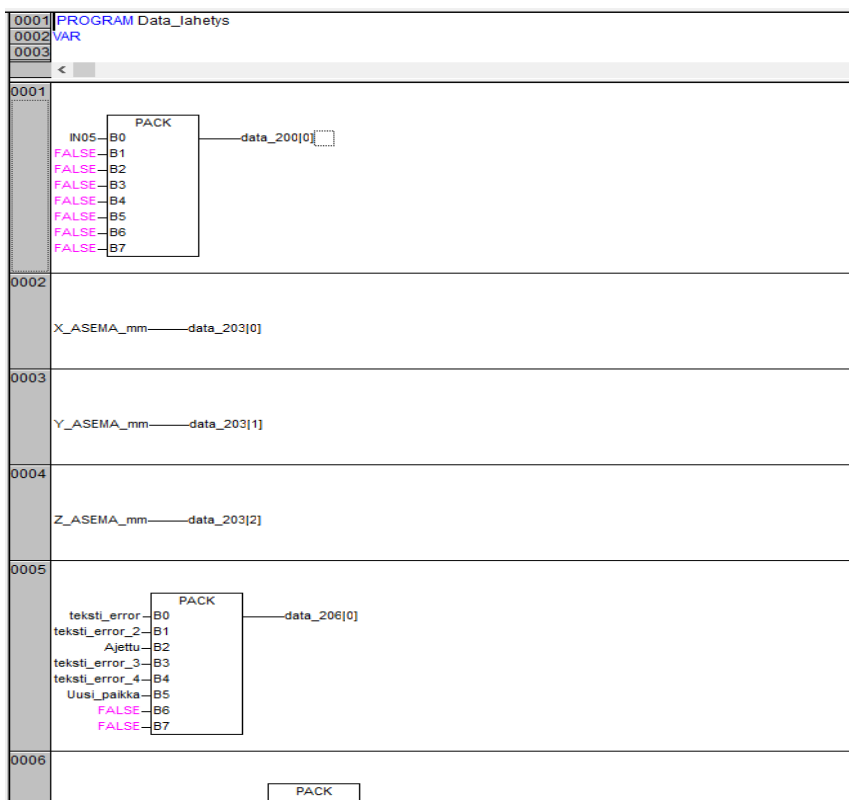 0001 PROGRAM Data_lahetys
0002 VAR
0003
<
0001
PACK
IN05 B0 data_200[0]
FALSE B1
FALSE B2
FALSE B3
FALSE B4
FALSE B5
FALSE B6
FALSE B7
0002
X_ASEMA_mm data_203[0]
0003
Y_ASEMA_mm data_203[1]
0004
Z_ASEMA_mm data_203[2]
0005
PACK
teksti_error B0 data_206[0]
teksti_error_2 B1
Ajettu B2
teksti_error_3 B3
teksti_error_4 B4
Uusi_paikka B5
FALSE B6
FALSE B7
0006
PACK